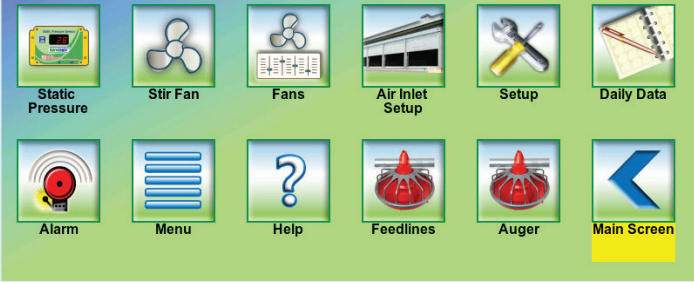 Static
Pressure
Stir Fan
Fans
Air Inlet
Setup
Setup
Daily Data
Alarm
Menu
Help
Feedlines
Auger
Main Screen